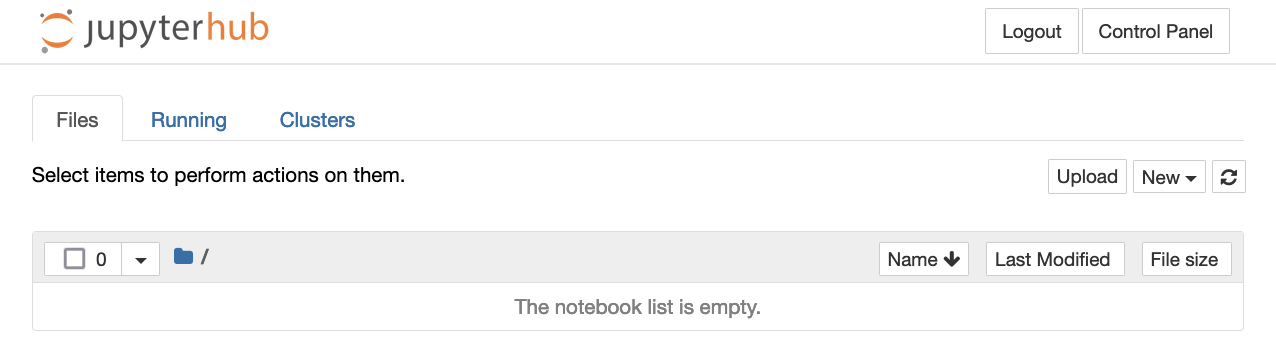 jupyterhub
Logout Control Panel
Files Running Clusters
Select items to perform actions on them.
Upload New
0 / Name Last Modified File size
The notebook list is empty.